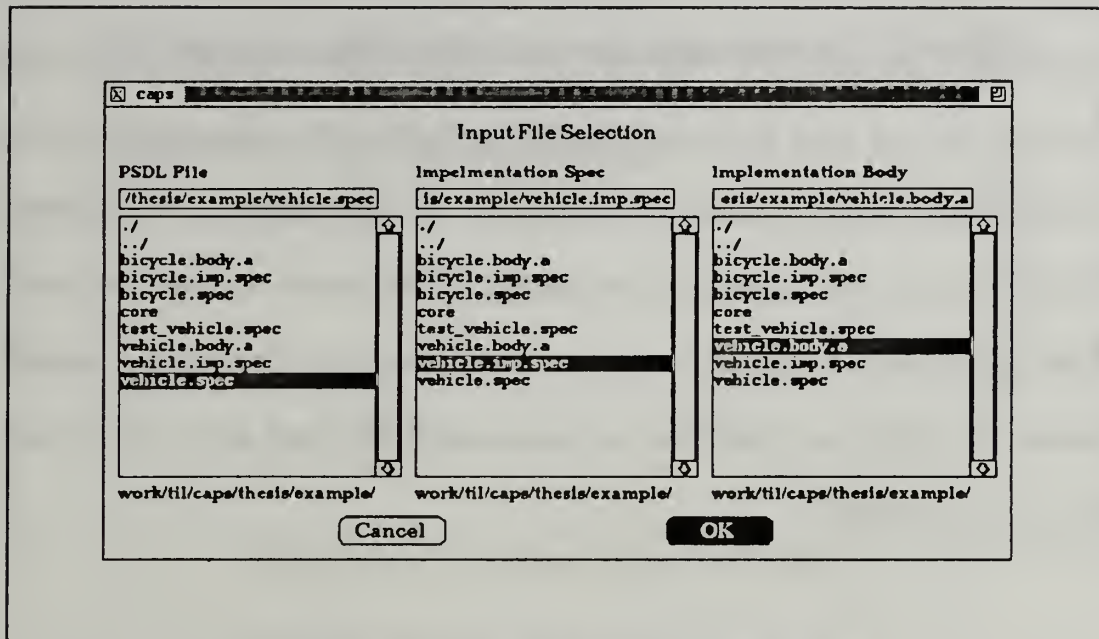 caps
Input File Selection
PSDL File
/thesis/example/vehicle.spec
./
../
bicycle.body.a
bicycle.imp.spec
bicycle.spec
core
test_vehicle.spec
vehicle.body.a
vehicle.imp.spec
vehicle.spec
work/til/caps/thesis/example/
Impelmentation Spec
is/example/vehicle.imp.spec
./
../
bicycle.body.a
bicycle.imp.spec
bicycle.spec
core
test_vehicle.spec
vehicle.body.a
vehicle.imp.spec
vehicle.spec
work/til/caps/thesis/example/
Implementation Body
esis/example/vehicle.body.a
./
../
bicycle.body.a
bicycle.imp.spec
bicycle.spec
core
test_vehicle.spec
vehicle.body.a
vehicle.imp.spec
vehicle.spec
work/til/caps/thesis/example/
Cancel
OK